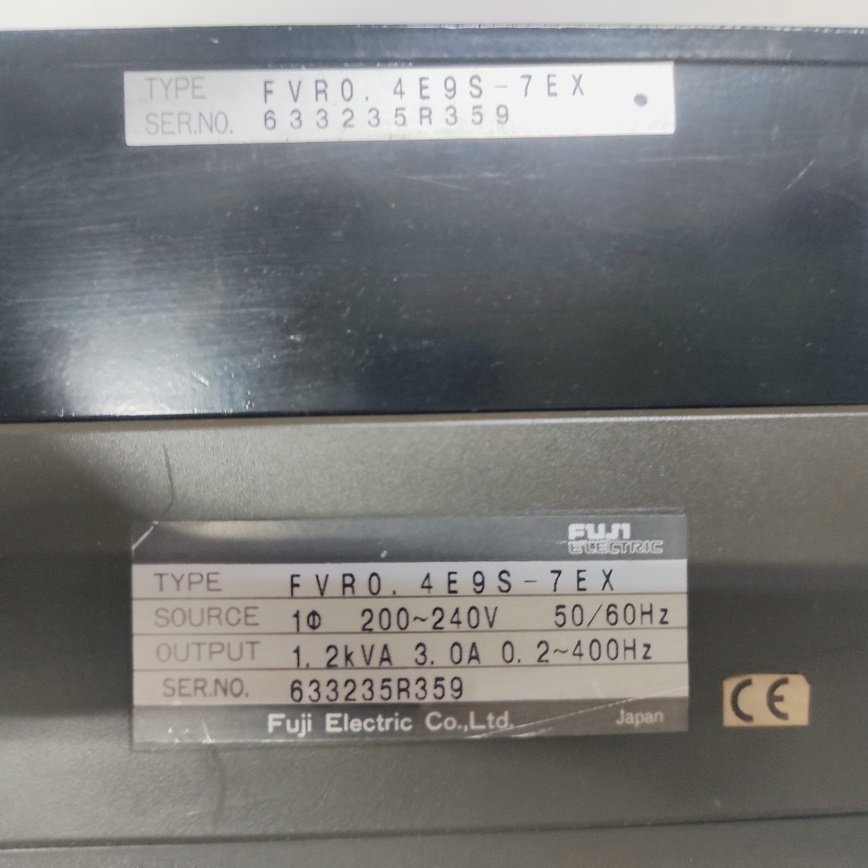 TYPE FVR0.4E9S-7EX
SER.NO. 633235R359
FUJI
ELECTRIC
TYPE FVR0.4E9S-7EX
SOURCE 1Φ 200~240V 50/60Hz
OUTPUT 1.2kVA 3.0A 0.2~400Hz
SER.NO. 633235R359
Fuji Electric Co.,Ltd. Japan
CE